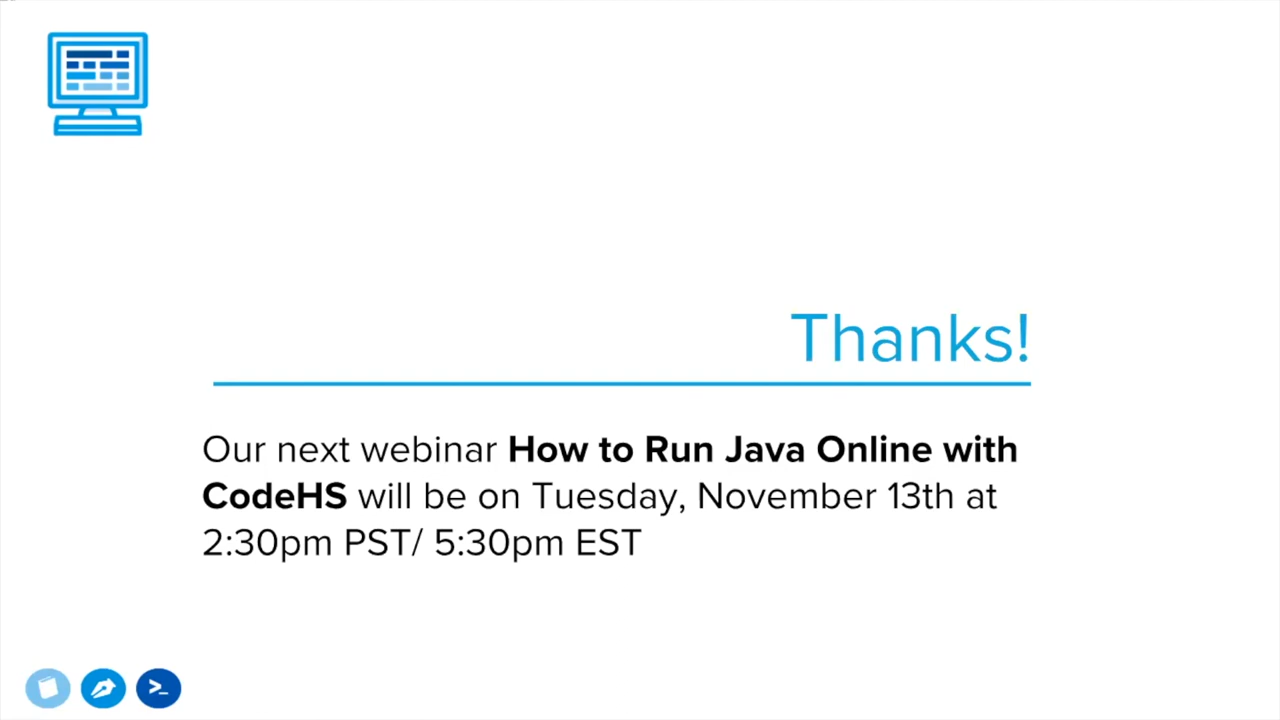 Thanks!
Our next webinar How to Run Java Online with
CodeHS will be on Tuesday, November 13th at
2:30pm PST/ 5:30pm EST